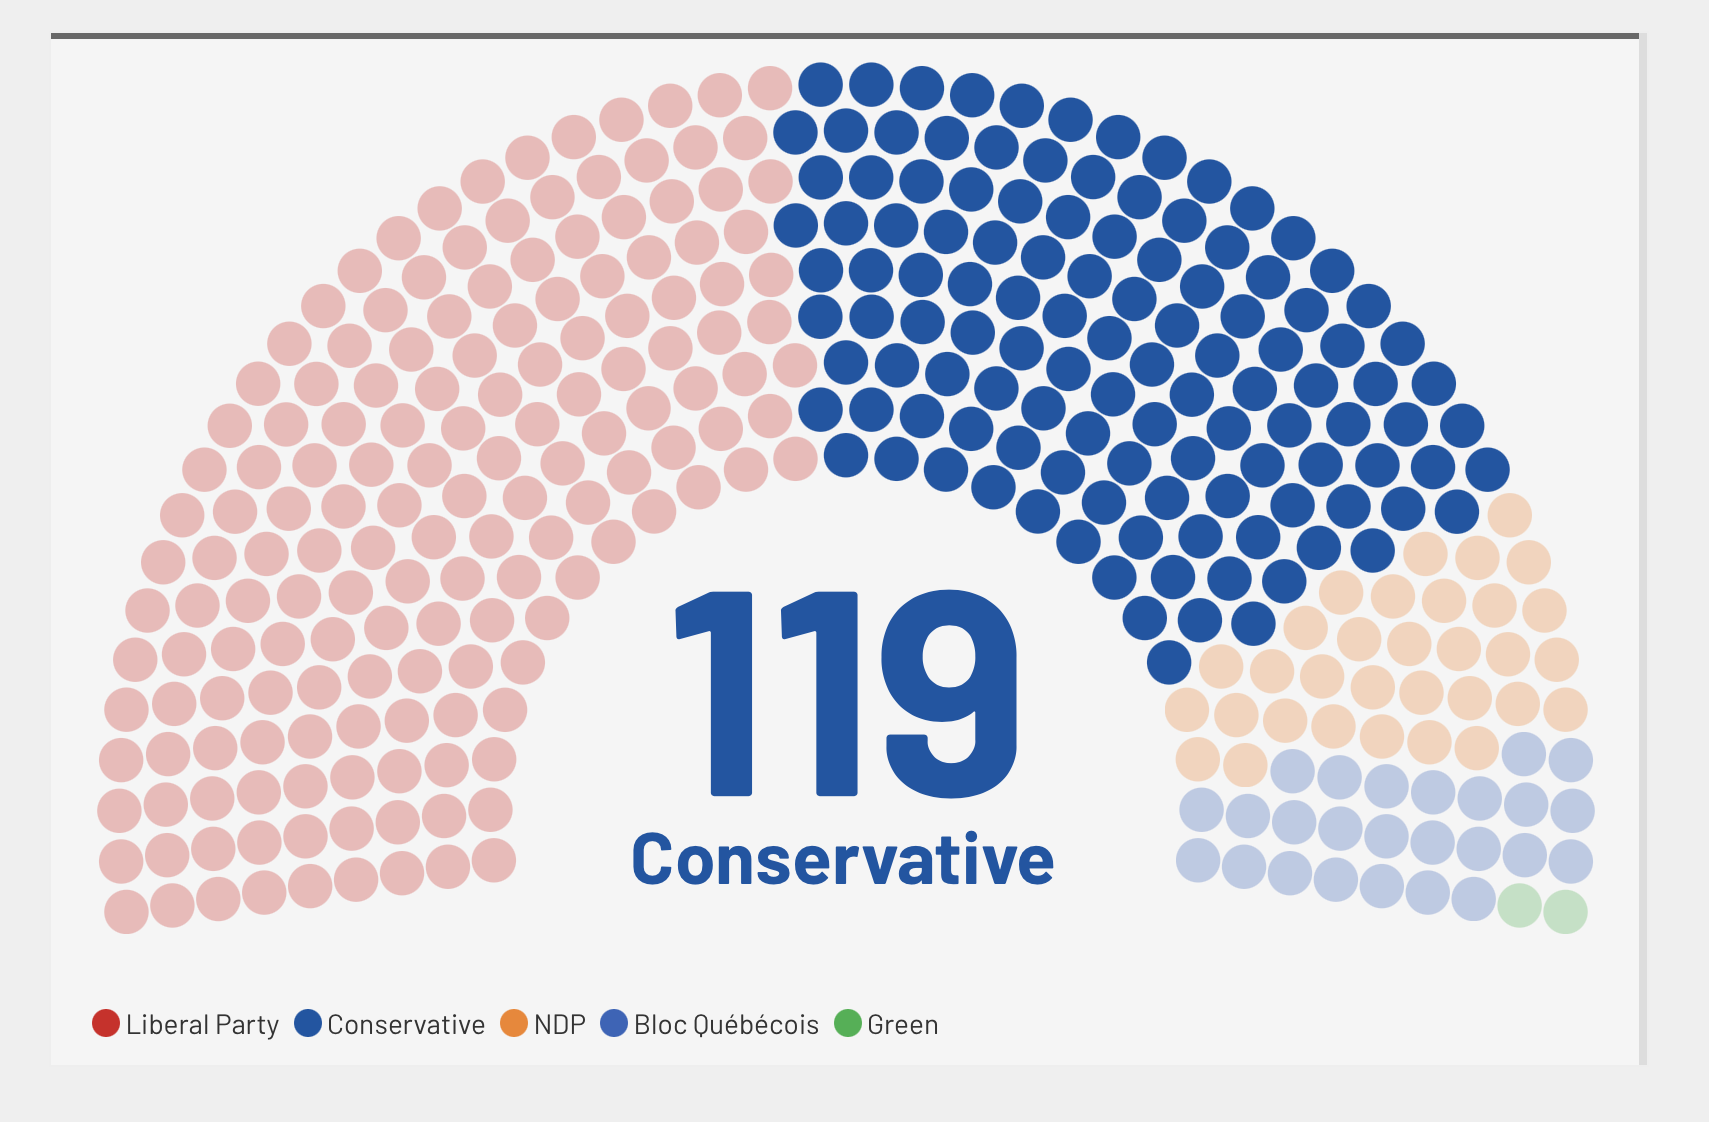 119
Conservative
Liberal Party Conservative NDP Bloc Québécois Green